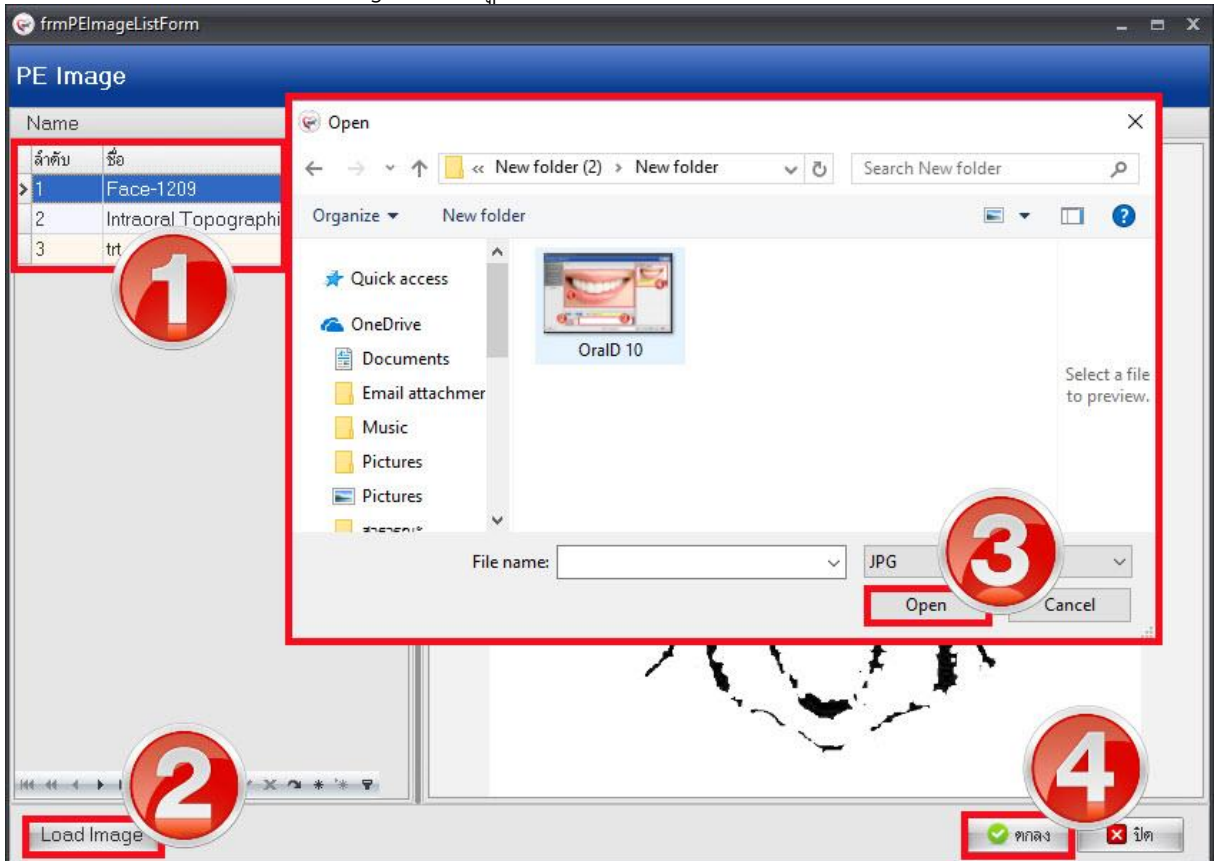 frmPEImageListForm
PE Image
Name
ลำดับ ชื่อ
1 Face-1209
2 Intraoral Topographi
3 trt
1
Open
« New folder (2) > New folder
Search New folder
Organize New folder
Quick access
OneDrive
Documents
Email attachmen
Music
Pictures
Pictures
OralD 10
Select a file
to preview.
File name:
JPG
3
Open Cancel
2
4
Load Image
ตกลง ปิด